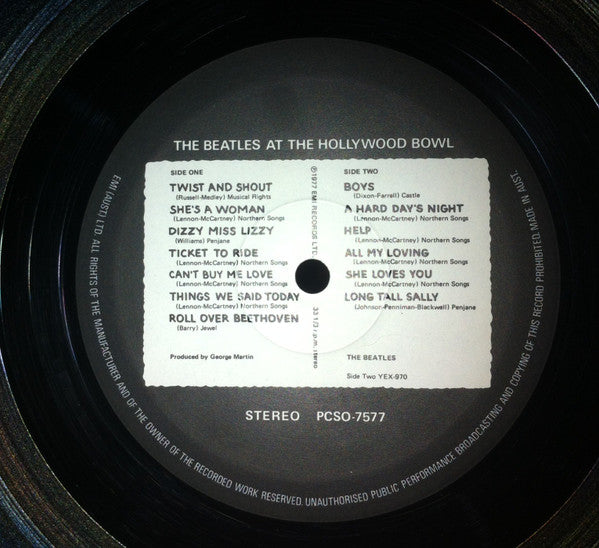 THE BEATLES AT THE HOLLYWOOD BOWL
SIDE ONE
TWIST AND SHOUT
(Russell-Medley) Musical Rights
SHE'S A WOMAN
(Lennon-McCartney) Northern Songs
DIZZY MISS LIZZY
(Williams) Penjane
TICKET TO RIDE
(Lennon-McCartney) Northern Songs
CAN'T BUY ME LOVE
(Lennon-McCartney) Northern Songs
THINGS WE SAID TODAY
(Lennon-McCartney) Northern Songs
ROLL OVER BEETHOVEN
(Barry) Jewel
Produced by George Martin
℗1977 EMI RECORDS LTD. 33 1/3 r.p.m. stereo
SIDE TWO
BOYS
(Dixon-Farrell) Castle
A HARD DAY'S NIGHT
(Lennon-McCartney) Northern Songs
HELP
(Lennon-McCartney) Northern Songs
ALL MY LOVING
(Lennon-McCartney) Northern Songs
SHE LOVES YOU
(Lennon-McCartney) Northern Songs
LONG TALL SALLY
(Johnson-Penniman-Blackwell) Penjane
THE BEATLES
Side Two YEX-970
STEREO PCSO-7577
EMI (AUST.) LTD. ALL RIGHTS OF THE MANUFACTURER AND OF THE OWNER OF THE RECORDED WORK RESERVED. UNAUTHORISED PUBLIC PERFORMANCE BROADCASTING AND COPYING OF THIS RECORD PROHIBITED. MADE IN AUST.